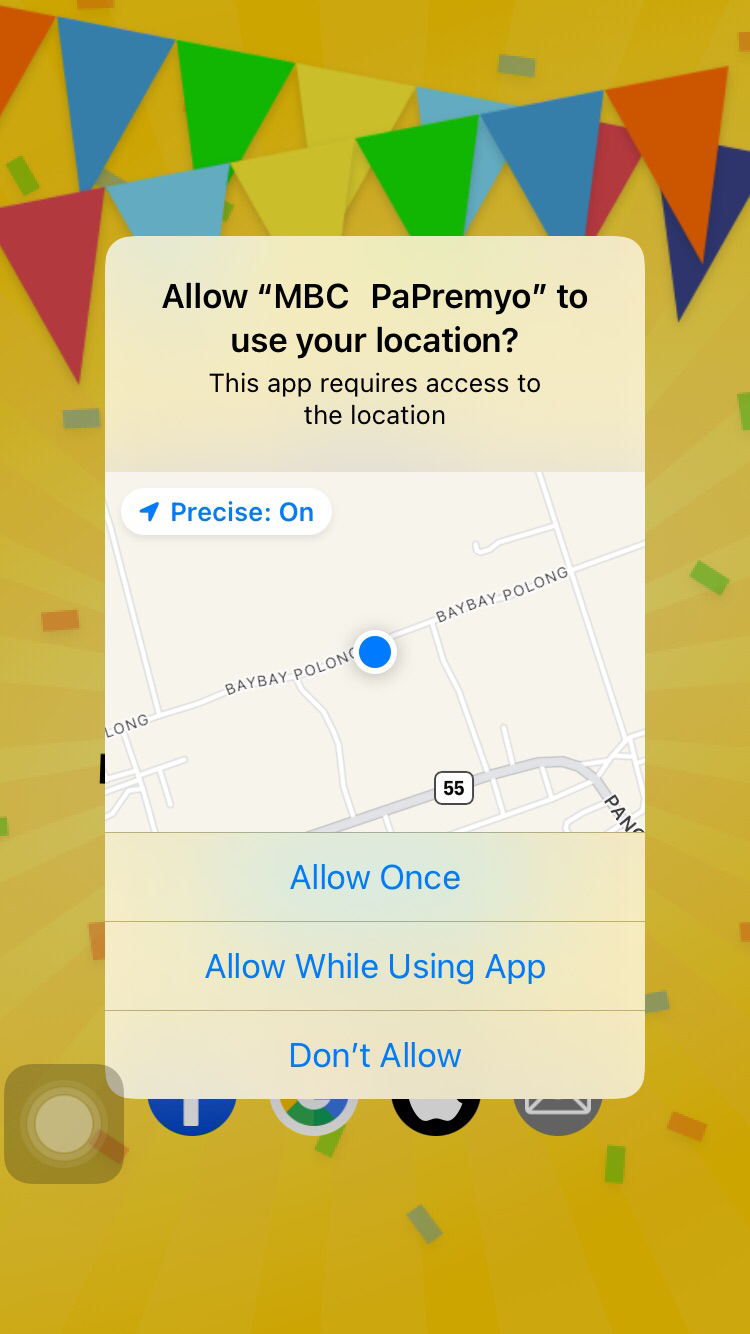 Allow “MBC  PaPremyo” to
use your location?
This app requires access to
the location
Precise: On
BAYBAY POLONG
BAYBAY POLONG
LONG
55
PANG
Allow Once
Allow While Using App
Don’t Allow